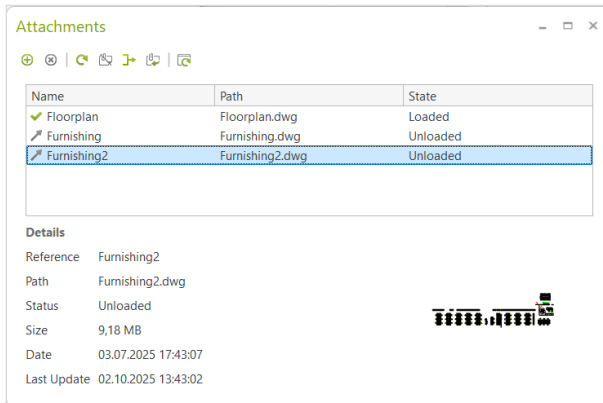 Attachments
Name Path State
Floorplan Floorplan.dwg Loaded
Furnishing Furnishing.dwg Unloaded
Furnishing2 Furnishing2.dwg Unloaded
Details
Reference Furnishing2
Path Furnishing2.dwg
Status Unloaded
Size 9,18 MB
Date 03.07.2025 17:43:07
Last Update 02.10.2025 13:43:02